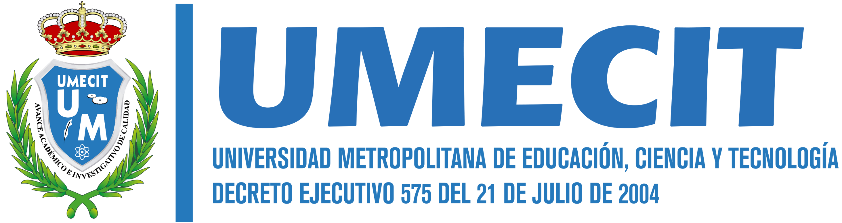 UMECIT
U
M
AVANCE ACADÉMICO E INVESTIGATIVO DE CALIDAD
UMECIT
UNIVERSIDAD METROPOLITANA DE EDUCACIÓN, CIENCIA Y TECNOLOGÍA
DECRETO EJECUTIVO 575 DEL 21 DE JULIO DE 2004